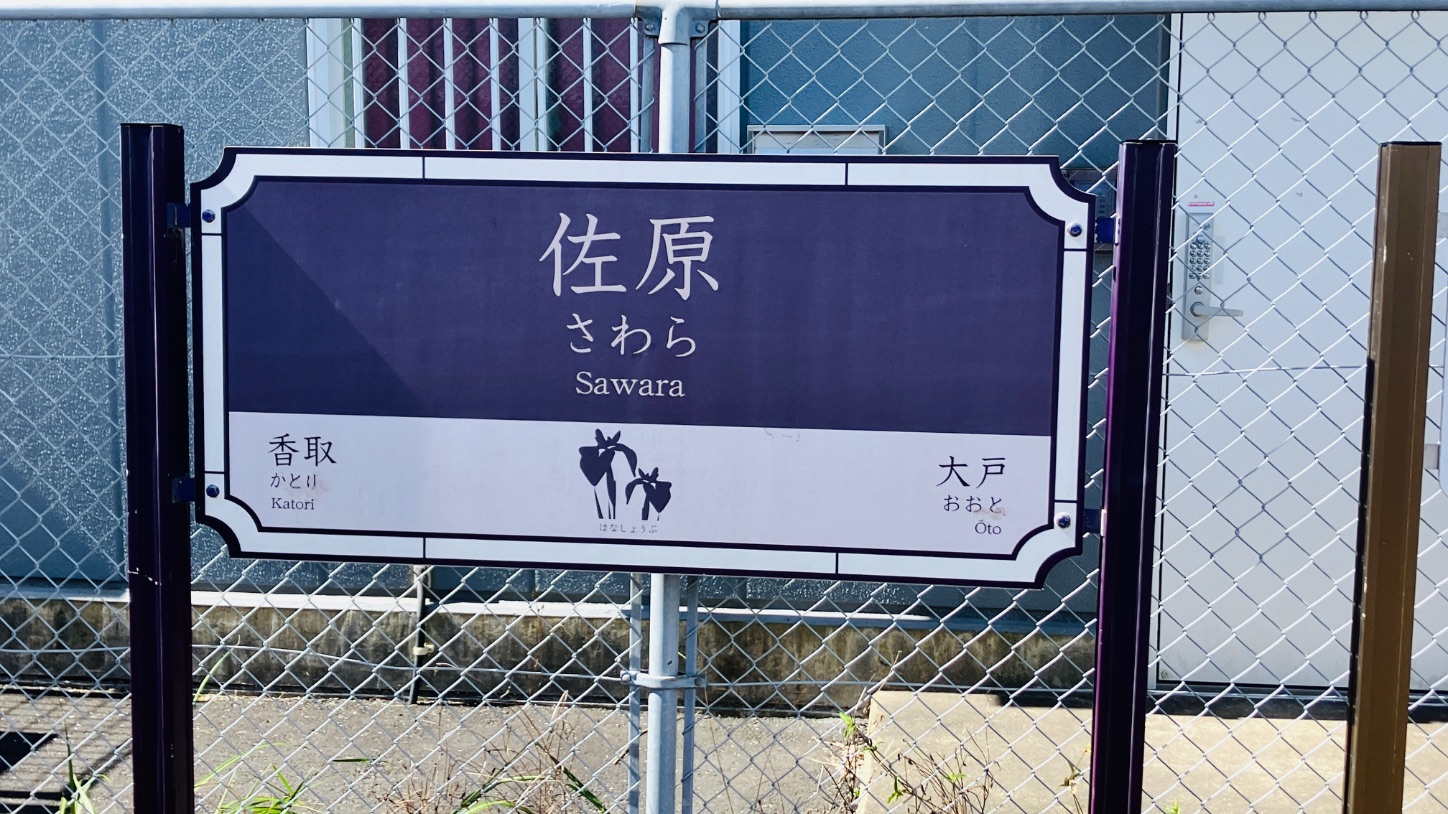 佐原
さわら
Sawara
香取
かとり
Katori
はなしょうぶ
大戸
おおと
Ōto